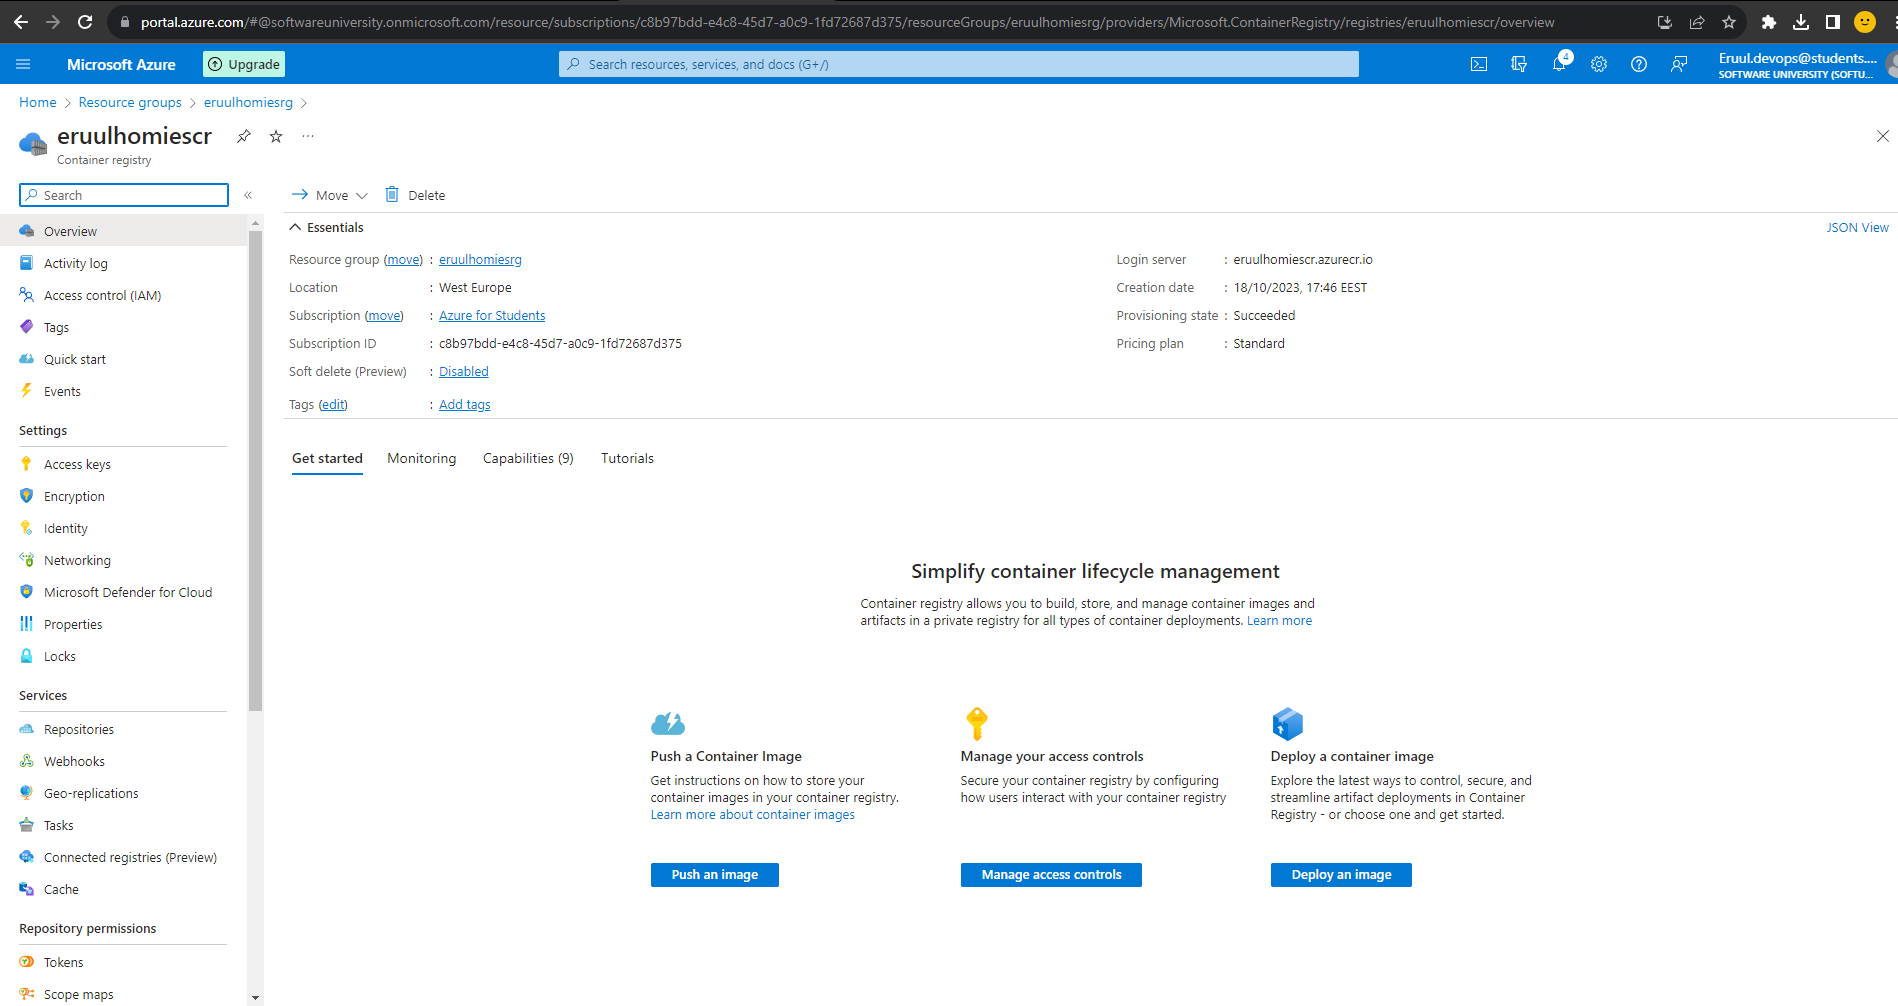 portal.azure.com/#@softwareuniversity.onmicrosoft.com/resource/subscriptions/c8b97bdd-e4c8-45d7-a0c9-1fd72687d375/resourceGroups/eruulhomiesrg/providers/Microsoft.ContainerRegistry/registries/eruulhomiescr/overview
Microsoft Azure
Upgrade
Search resources, services, and docs (G+/)
4
Eruul.devops@students....
SOFTWARE UNIVERSITY (SOFTU...
Home > Resource groups > eruulhomiesrg >
eruulhomiescr
Container registry
Search
Overview
Activity log
Access control (IAM)
Tags
Quick start
Events
Settings
Access keys
Encryption
Identity
Networking
Microsoft Defender for Cloud
Properties
Locks
Services
Repositories
Webhooks
Geo-replications
Tasks
Connected registries (Preview)
Cache
Repository permissions
Tokens
Scope maps
Move
Delete
Essentials
JSON View
Resource group (move) : eruulhomiesrg
Location : West Europe
Subscription (move) : Azure for Students
Subscription ID : c8b97bdd-e4c8-45d7-a0c9-1fd72687d375
Soft delete (Preview) : Disabled
Tags (edit) : Add tags
Login server : eruulhomiescr.azurecr.io
Creation date : 18/10/2023, 17:46 EEST
Provisioning state : Succeeded
Pricing plan : Standard
Get started
Monitoring
Capabilities (9)
Tutorials
Simplify container lifecycle management
Container registry allows you to build, store, and manage container images and
artifacts in a private registry for all types of container deployments. Learn more
Push a Container Image
Get instructions on how to store your
container images in your container registry.
Learn more about container images
Push an image
Manage your access controls
Secure your container registry by configuring
how users interact with your container registry
Manage access controls
Deploy a container image
Explore the latest ways to control, secure, and
streamline artifact deployments in Container
Registry - or choose one and get started.
Deploy an image